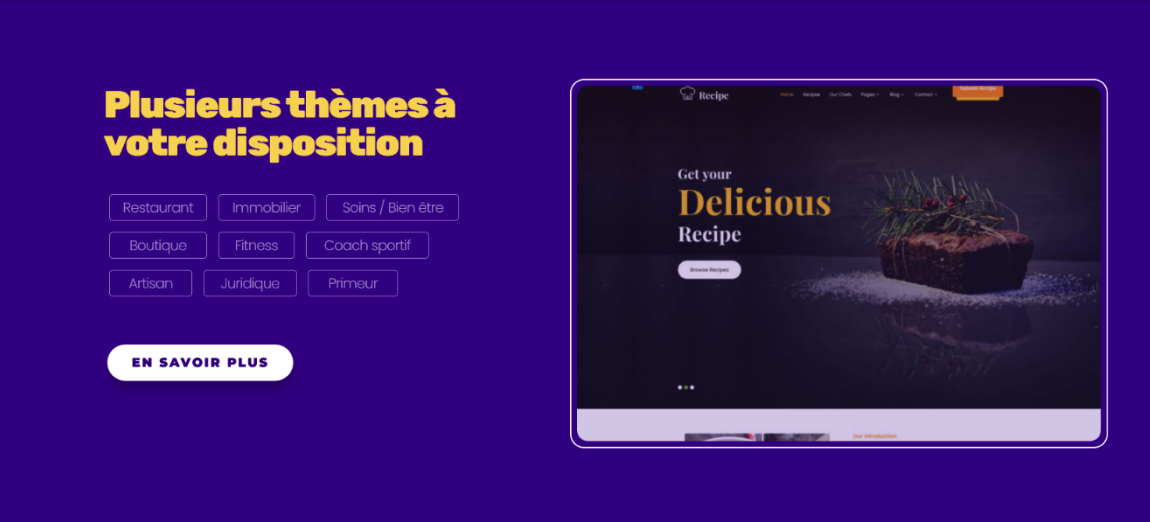 Plusieurs thèmes à
votre disposition
Restaurant Immobilier Soins / Bien être
Boutique Fitness Coach sportif
Artisan Juridique Primeur
EN SAVOIR PLUS
Recipe Home Recipes Our Chefs Pages Blog Contact Submit Recipe
Get your
Delicious
Recipe
Browse Recipes
Our Introduction